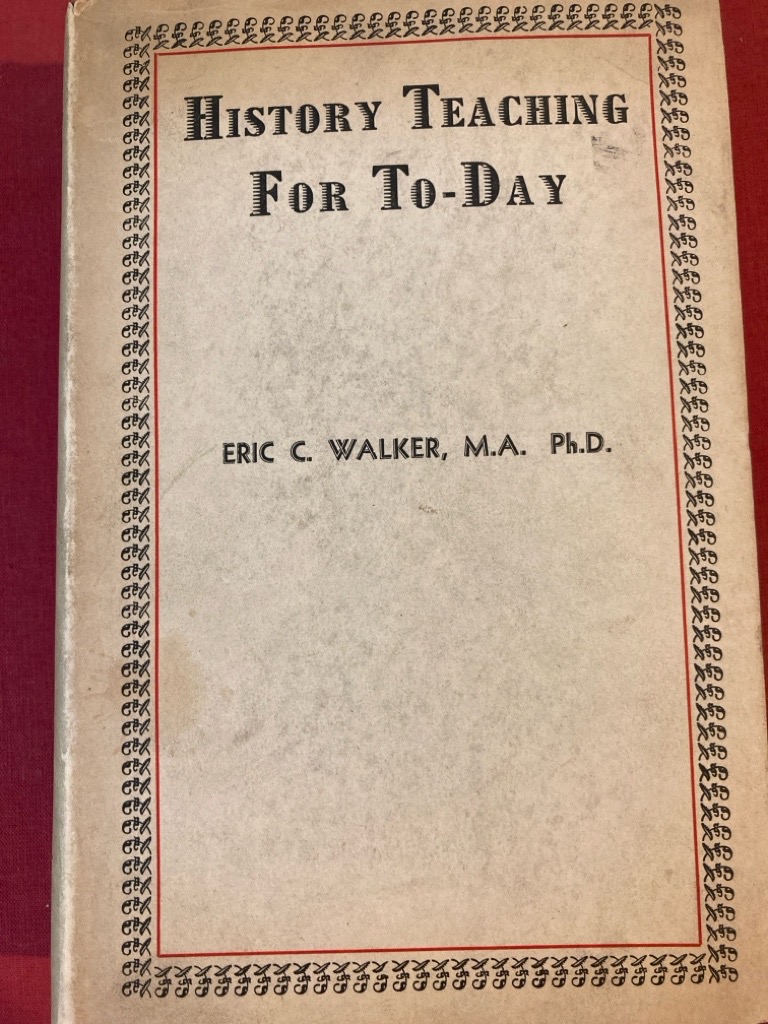 HISTORY TEACHING
FOR TO-DAY
ERIC C. WALKER, M.A. Ph.D.